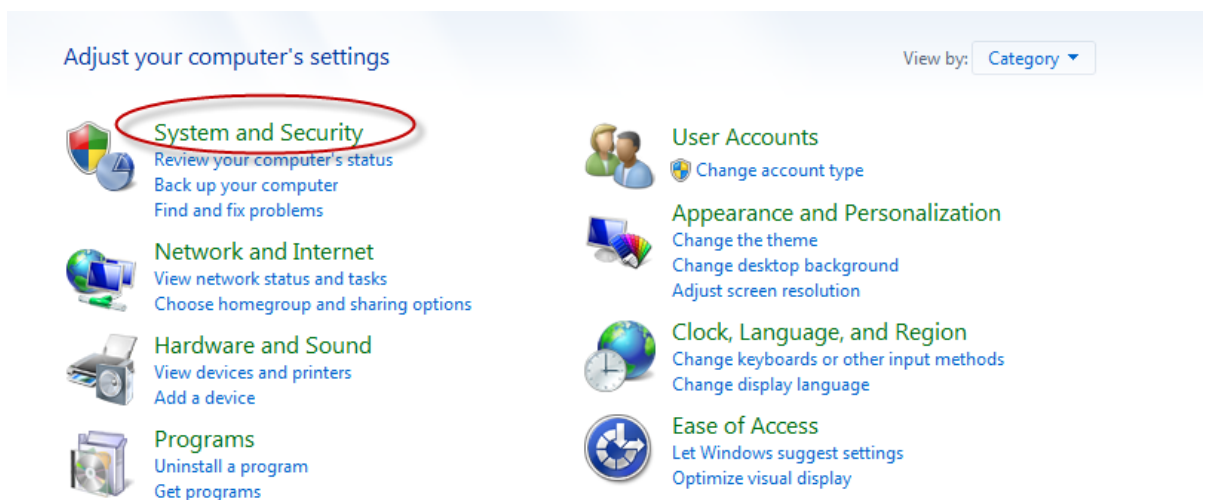 Adjust your computer's settings
View by: Category
System and Security
Review your computer's status
Back up your computer
Find and fix problems
Network and Internet
View network status and tasks
Choose homegroup and sharing options
Hardware and Sound
View devices and printers
Add a device
Programs
Uninstall a program
Get programs
User Accounts
Change account type
Appearance and Personalization
Change the theme
Change desktop background
Adjust screen resolution
Clock, Language, and Region
Change keyboards or other input methods
Change display language
Ease of Access
Let Windows suggest settings
Optimize visual display